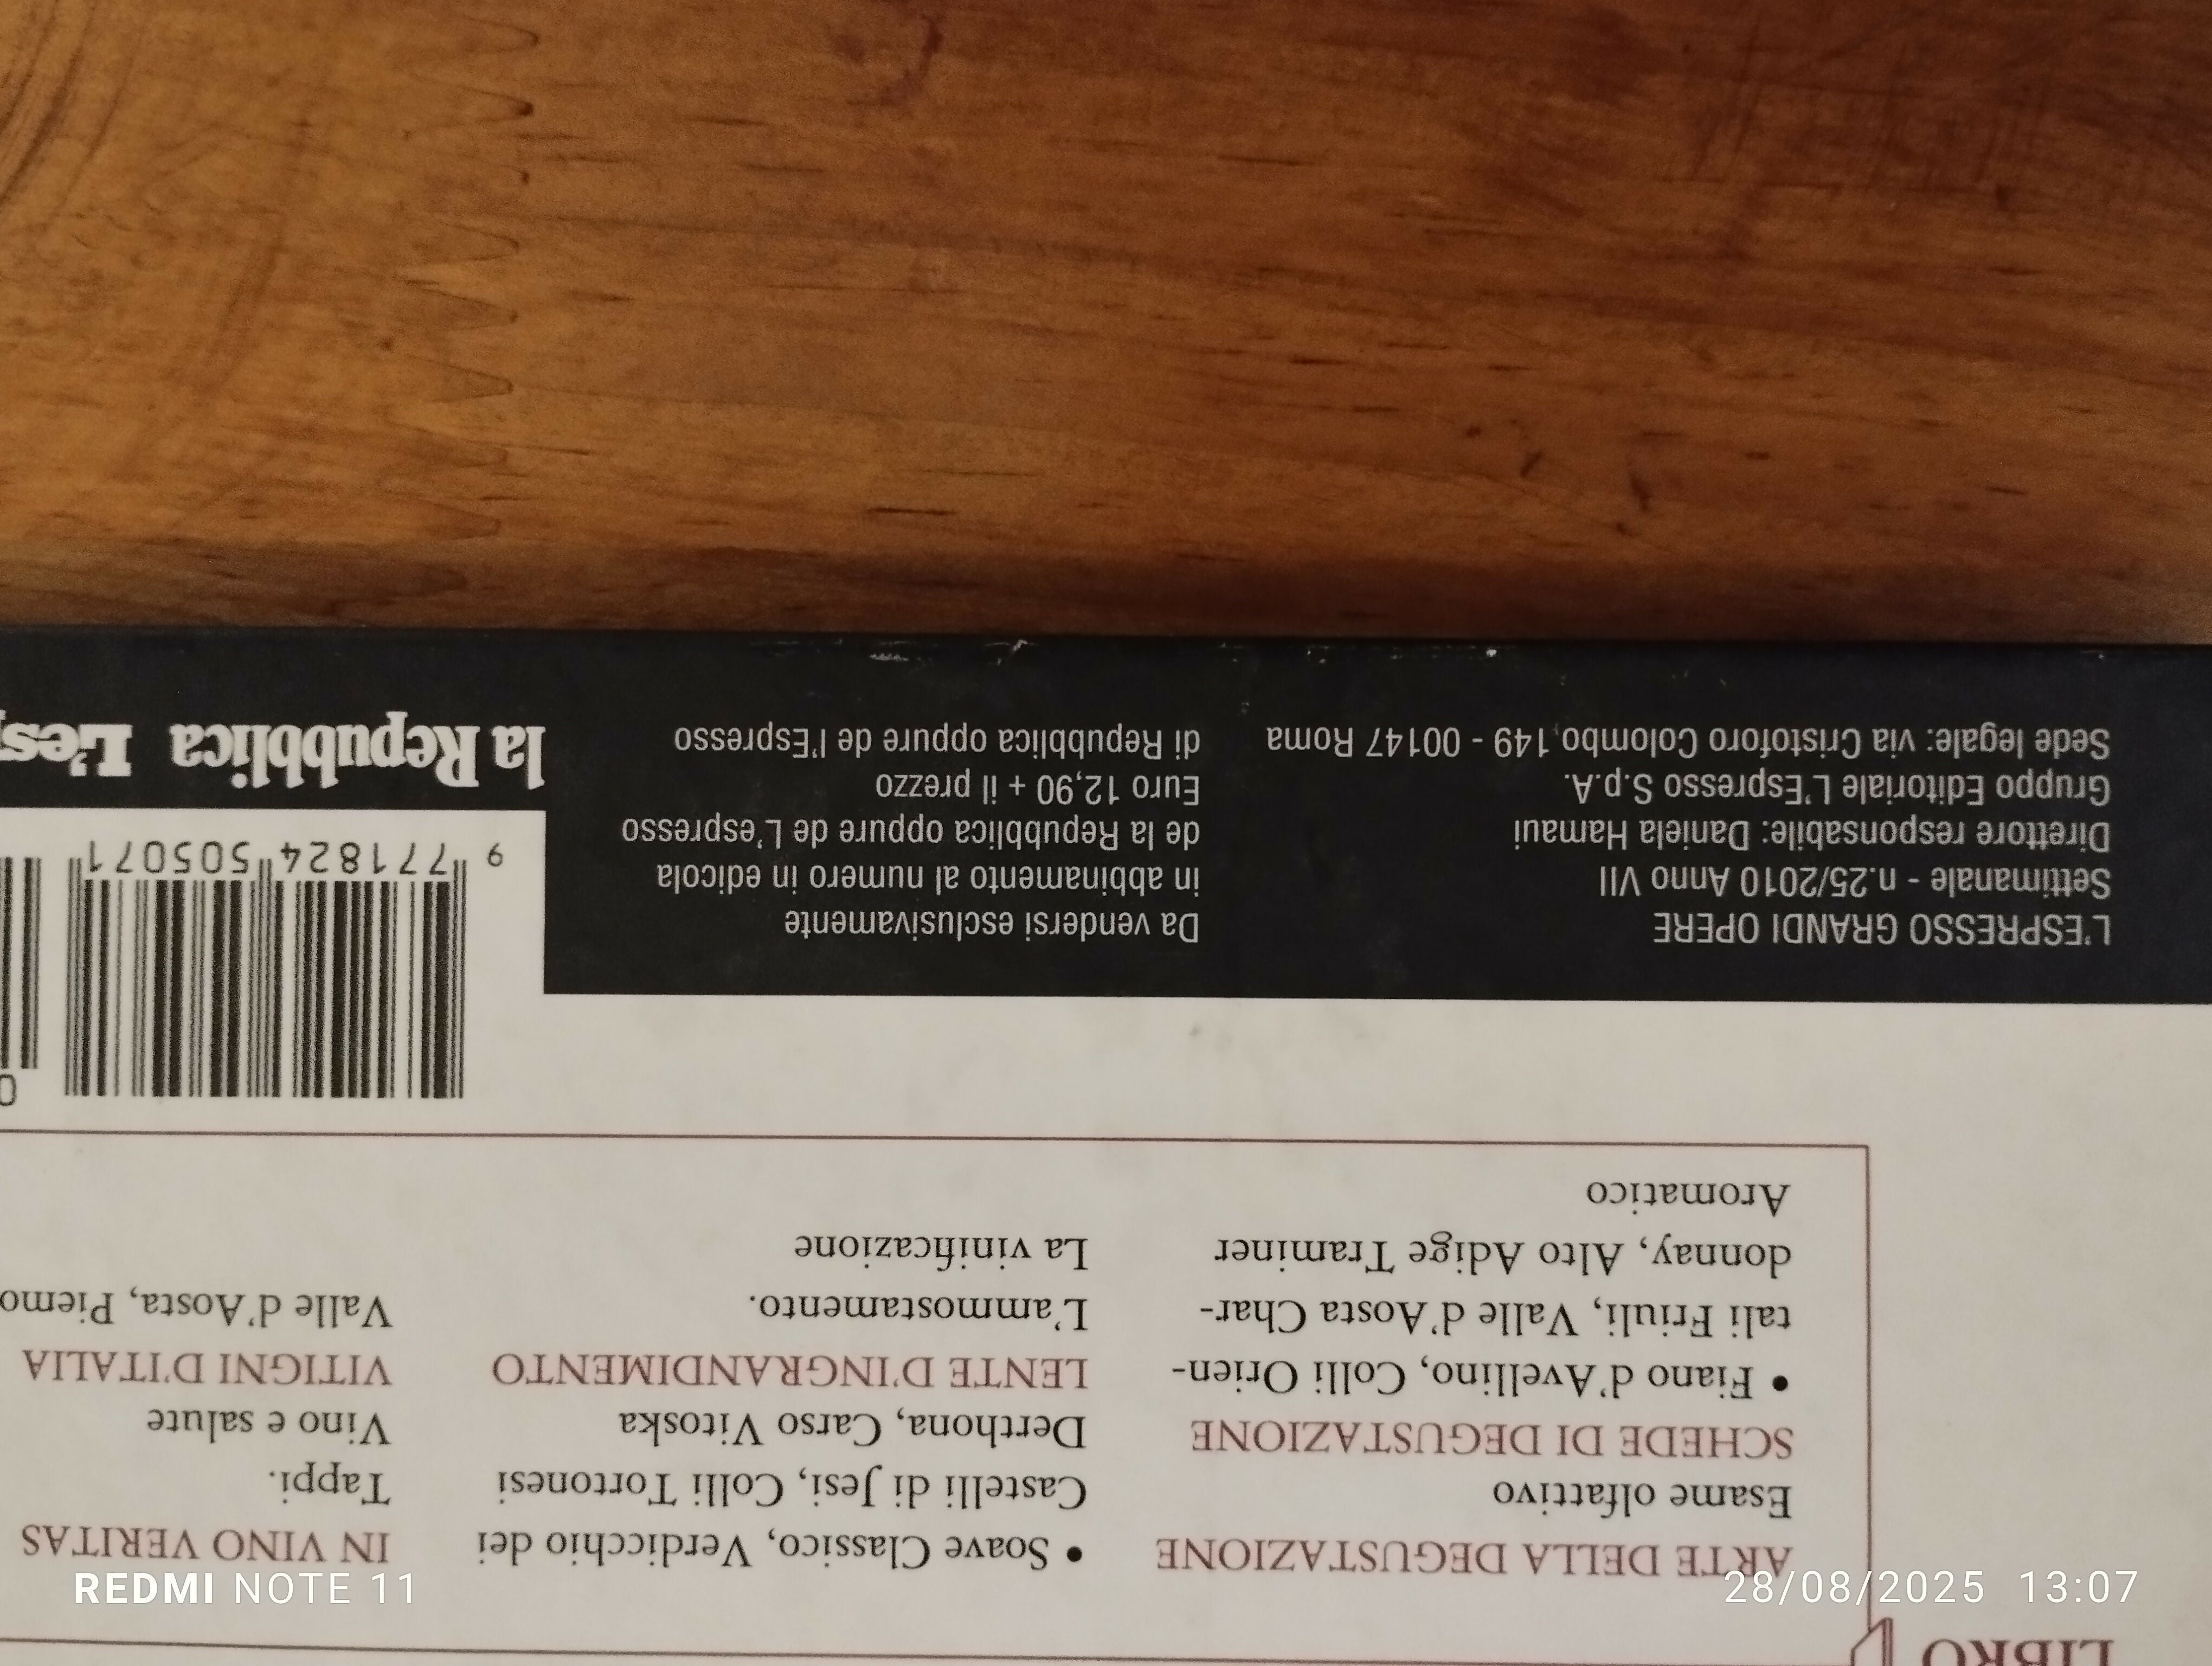 LIBRO
ARTE DELLA DEGUSTAZIONE
Esame olfattivo
SCHEDE DI DEGUSTAZIONE
• Fiano d'Avellino, Colli Orien-
tali Friuli, Valle d'Aosta Char-
donnay, Alto Adige Traminer
Aromatico
• Soave Classico, Verdicchio dei
Castelli di Jesi, Colli Tortonesi
Derthona, Carso Vitoska
LENTE D'INGRANDIMENTO
L'ammostamento.
La vinificazione
IN VINO VERITAS
Tappi.
Vino e salute
VITIGNI D'ITALIA
Valle d'Aosta, Piemo
L'ESPRESSO GRANDI OPERE
Settimanale - n.25/2010 Anno VII
Direttore responsabile: Daniela Hamaui
Gruppo Editoriale L'Espresso S.p.A.
Sede legale: via Cristoforo Colombo, 149 - 00147 Roma
Da vendersi esclusivamente
in abbinamento al numero in edicola
de la Repubblica oppure de L'espresso
Euro 12,90 + il prezzo
di Repubblica oppure de l'Espresso
0
9 771824 505071
la Repubblica L'es
REDMI NOTE 11
28/08/2025 13:07